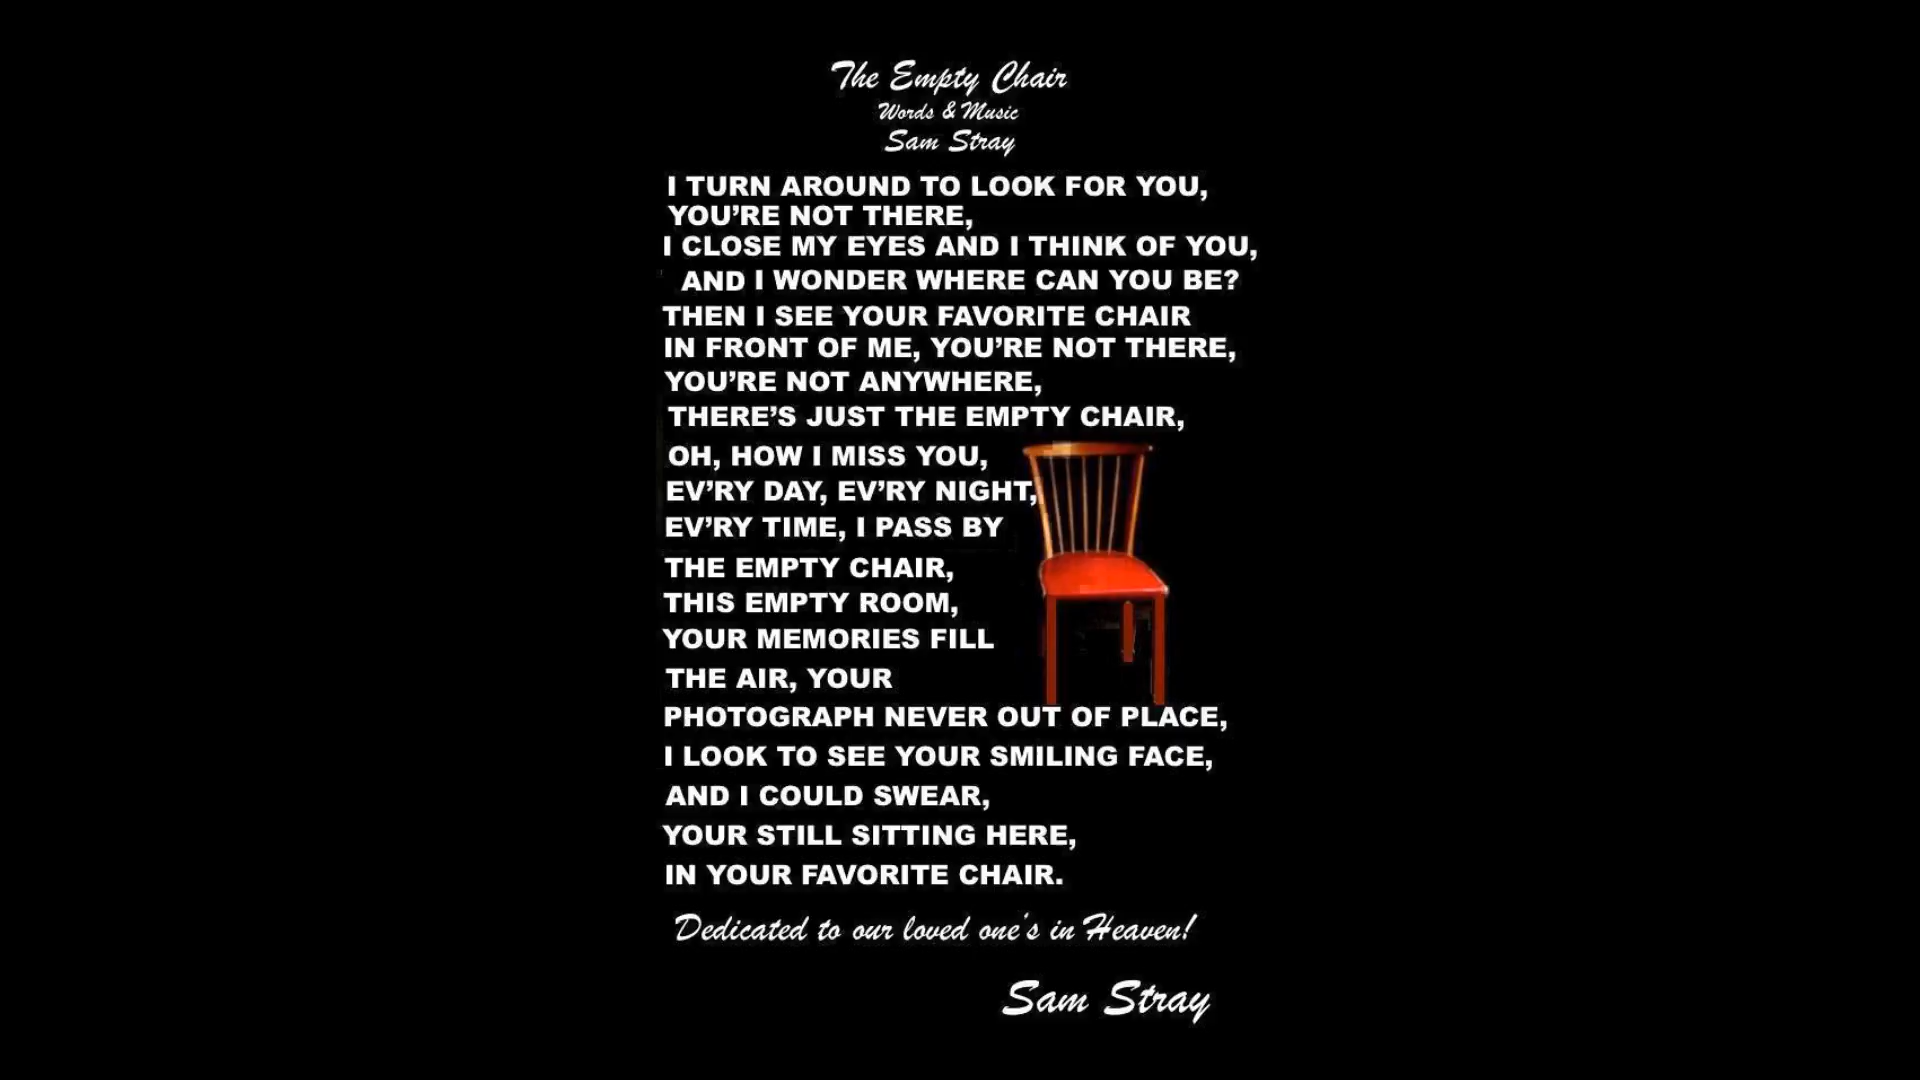 The Empty Chair
Words & Music
Sam Stray
I TURN AROUND TO LOOK FOR YOU,
YOU’RE NOT THERE,
I CLOSE MY EYES AND I THINK OF YOU,
AND I WONDER WHERE CAN YOU BE?
THEN I SEE YOUR FAVORITE CHAIR
IN FRONT OF ME, YOU’RE NOT THERE,
YOU’RE NOT ANYWHERE,
THERE’S JUST THE EMPTY CHAIR,
OH, HOW I MISS YOU,
EV’RY DAY, EV’RY NIGHT,
EV’RY TIME, I PASS BY
THE EMPTY CHAIR,
THIS EMPTY ROOM,
YOUR MEMORIES FILL
THE AIR, YOUR
PHOTOGRAPH NEVER OUT OF PLACE,
I LOOK TO SEE YOUR SMILING FACE,
AND I COULD SWEAR,
YOUR STILL SITTING HERE,
IN YOUR FAVORITE CHAIR.
Dedicated to our loved one's in Heaven!
Sam Stray